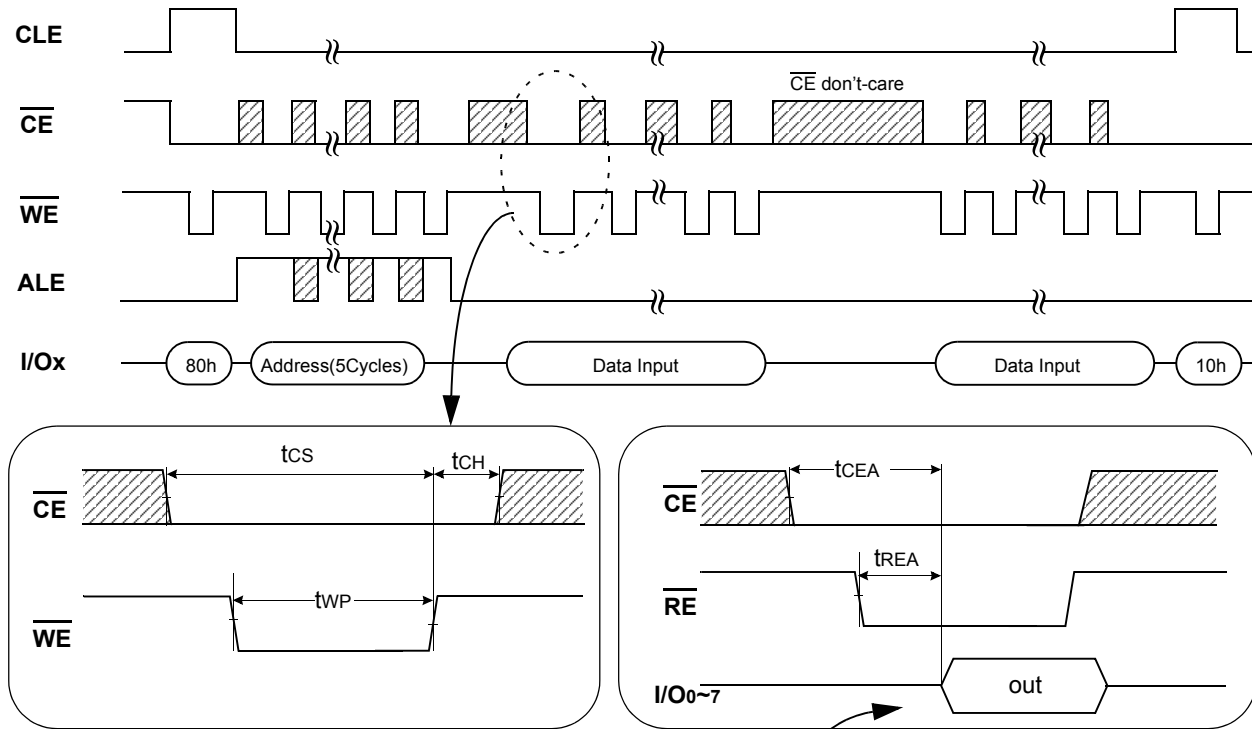 CLE
CE don't-care
CE
WE
ALE
I/Ox
80h
Address(5Cycles)
Data Input
Data Input
10h
tCS
tCH
CE
tWP
WE
tCEA
CE
tREA
RE
I/O0~7
out